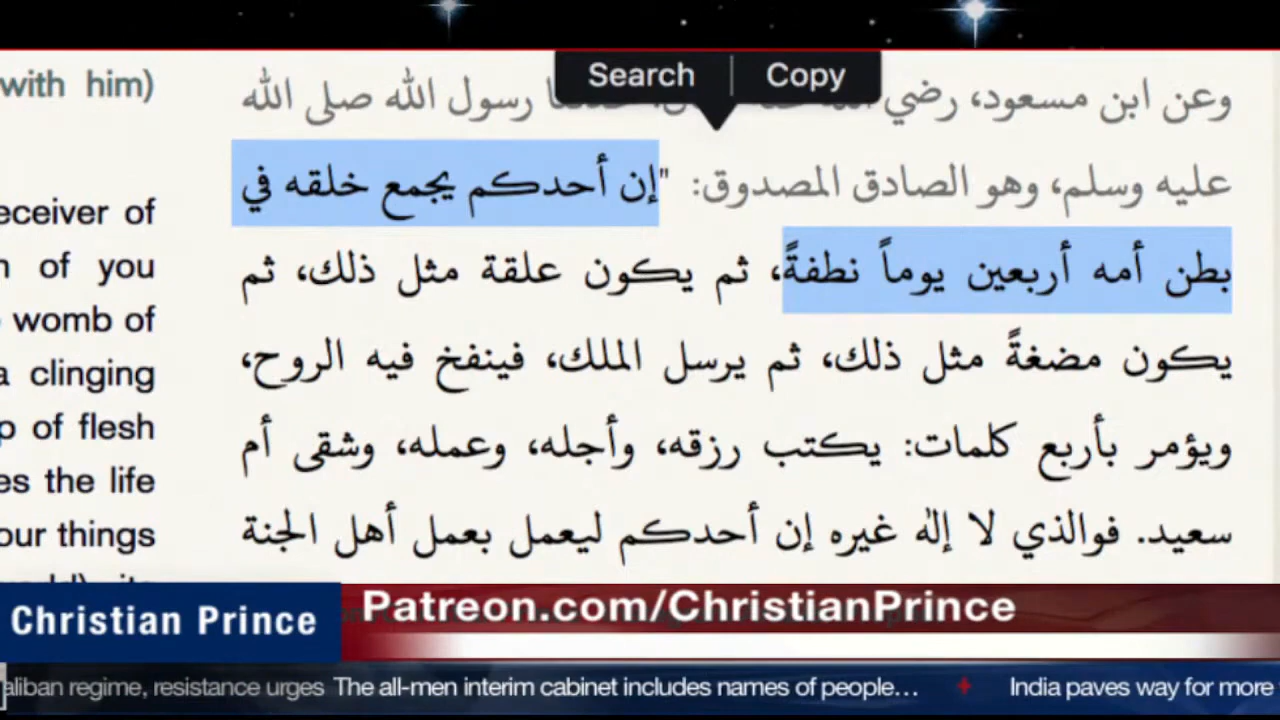 Search
Copy
with him)
eceiver of
of you
womb of
a clinging
p of flesh
es the life
our things
وعن ابن مسعود، رضي الله رسول الله صلى الله
عليه وسلم، وهو الصادق المصدوق: "إن أحدكم يجمع خلقه في
بطن أمه أربعين يوماً نطفةً، ثم يكون علقة مثل ذلك، ثم
يكون مضغةً مثل ذلك، ثم يرسل الملك، فينفخ فيه الروح،
ويؤمر بأربع كلمات: يكتب رزقه، وأجله، وعمله، وشقى أم
سعيد. فوالذي لا إله غيره إن أحدكم ليعمل بعمل أهل الجنة
Christian Prince
Patreon.com/ChristianPrince
aliban regime, resistance urges The all-men interim cabinet includes names of people... India paves way for more